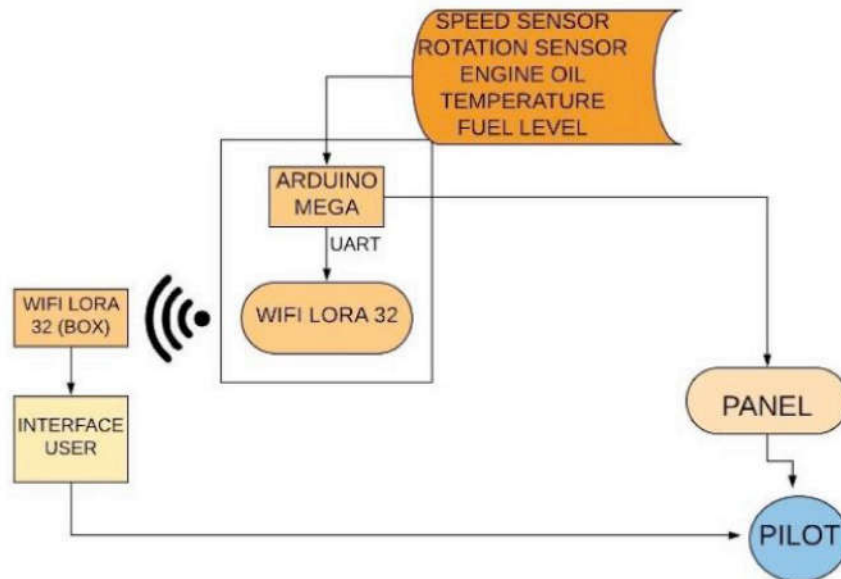 SPEED SENSOR
ROTATION SENSOR
ENGINE OIL
TEMPERATURE
FUEL LEVEL
ARDUINO
MEGA
UART
WIFI LORA 32
WIFI LORA
32 (BOX)
INTERFACE
USER
PANEL
PILOT